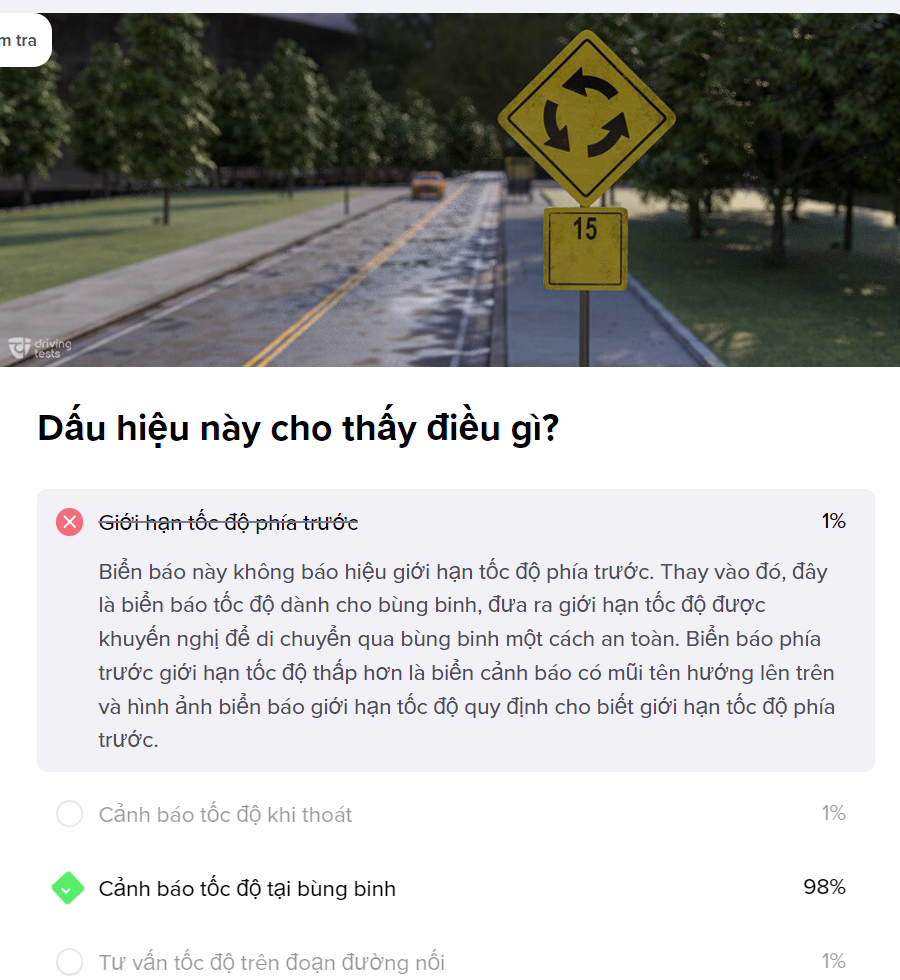 m tra
15
driving
tests
Dấu hiệu này cho thấy điều gì?
Giới hạn tốc độ phía trước 1%
Biển báo này không báo hiệu giới hạn tốc độ phía trước. Thay vào đó, đây
là biển báo tốc độ dành cho bùng binh, đưa ra giới hạn tốc độ được
khuyến nghị để di chuyển qua bùng binh một cách an toàn. Biển báo phía
trước giới hạn tốc độ thấp hơn là biển cảnh báo có mũi tên hướng lên trên
và hình ảnh biển báo giới hạn tốc độ quy định cho biết giới hạn tốc độ phía
trước.
Cảnh báo tốc độ khi thoát 1%
Cảnh báo tốc độ tại bùng binh 98%
Tư vấn tốc độ trên đoạn đường nối 1%